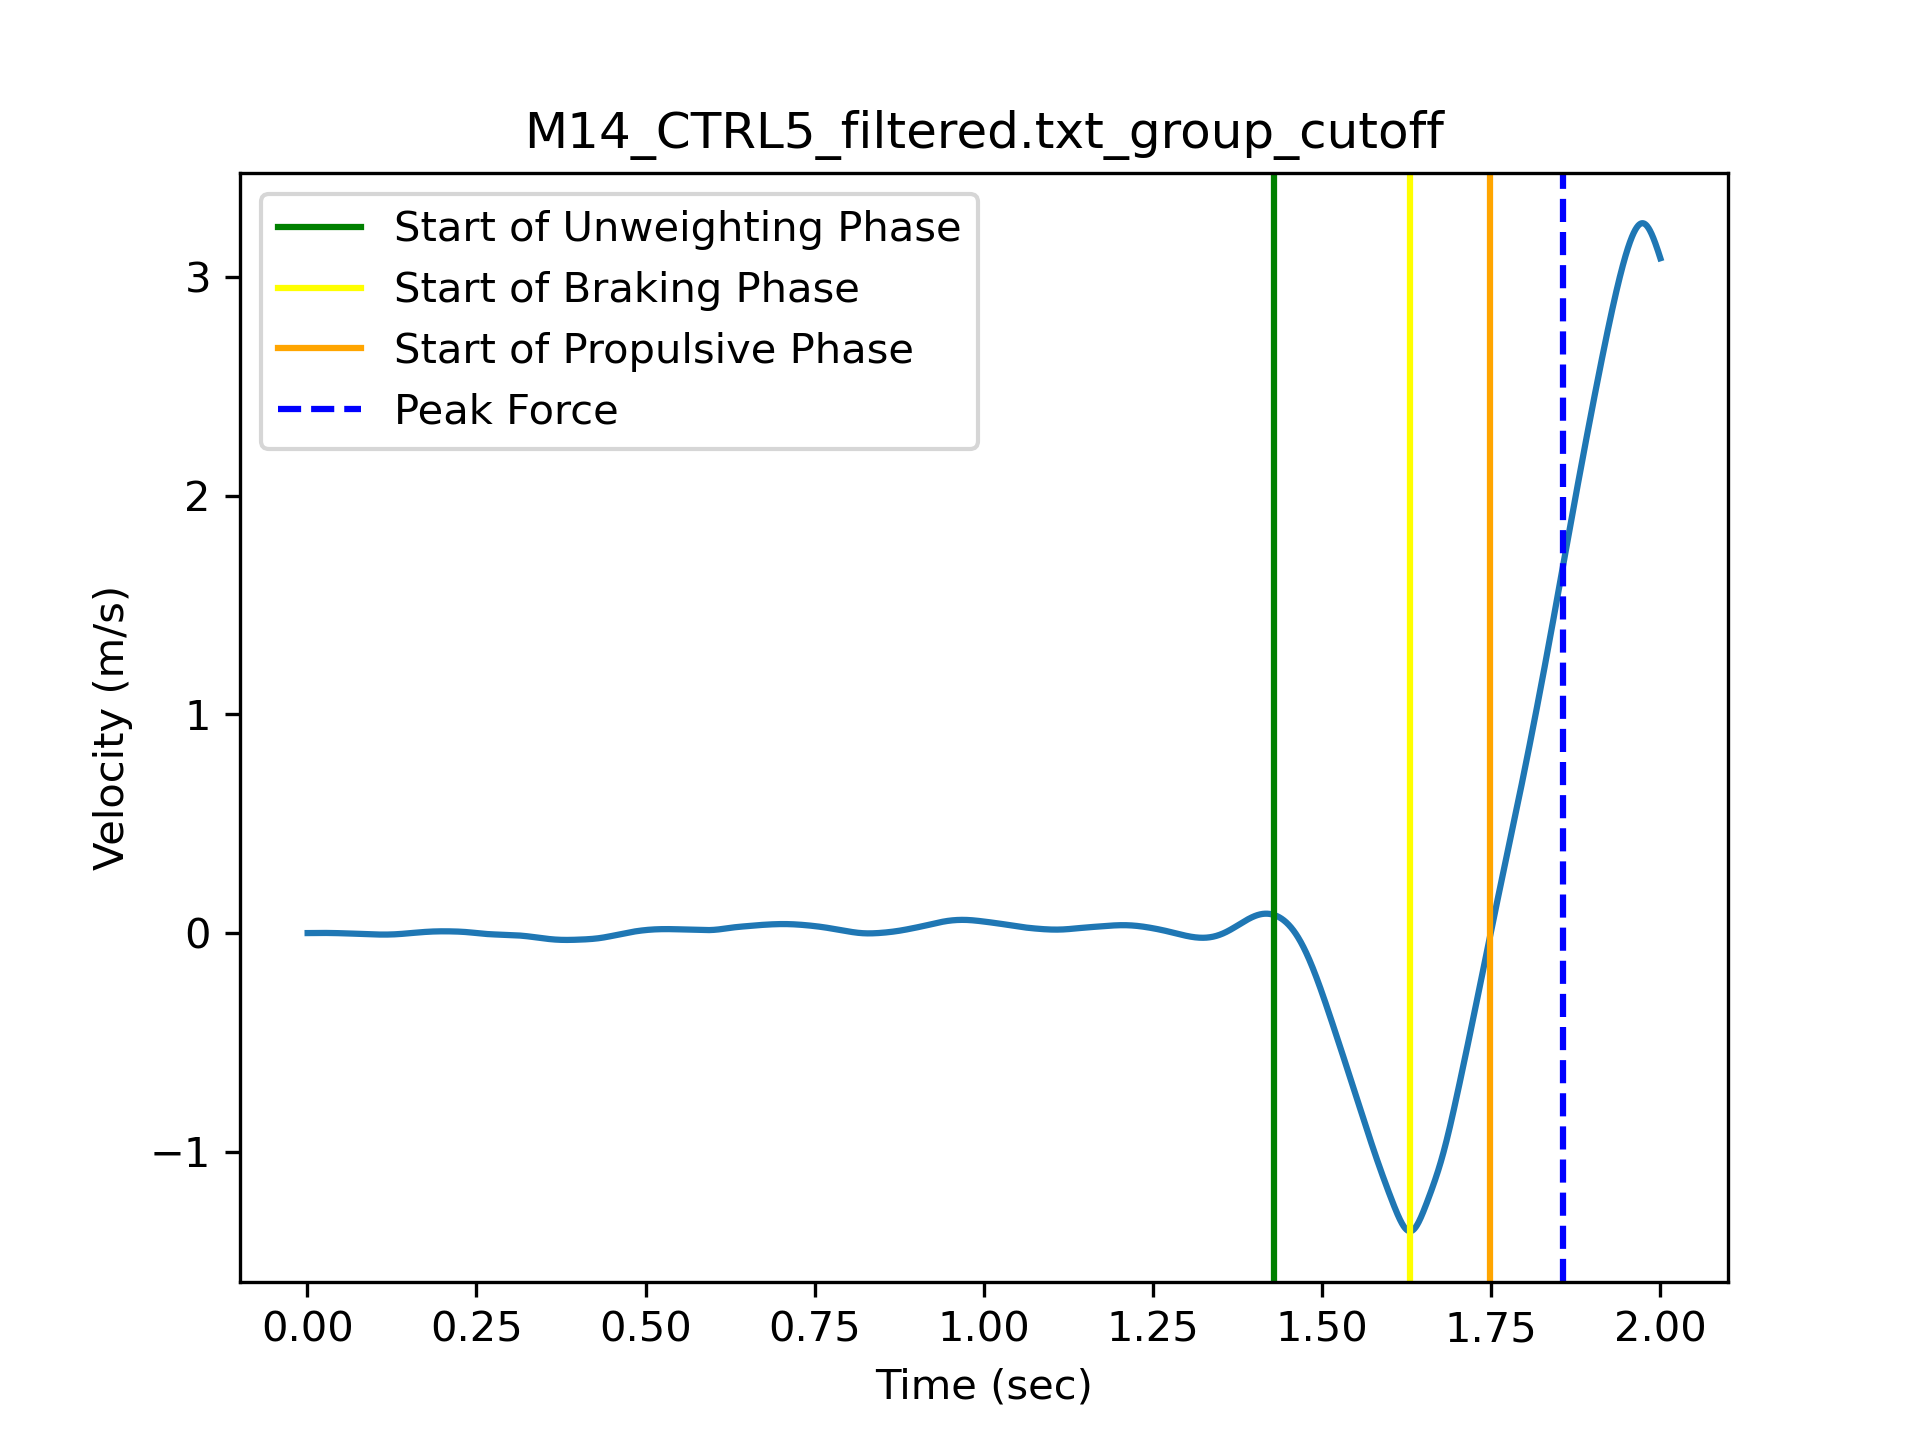 M14_CTRL5_filtered.txt_group_cutoff
Start of Unweighting Phase
Start of Braking Phase
Start of Propulsive Phase
Peak Force
3
2
1
0
−1
Velocity (m/s)
0.00 0.25 0.50 0.75 1.00 1.25 1.50 1.75 2.00
Time (sec)